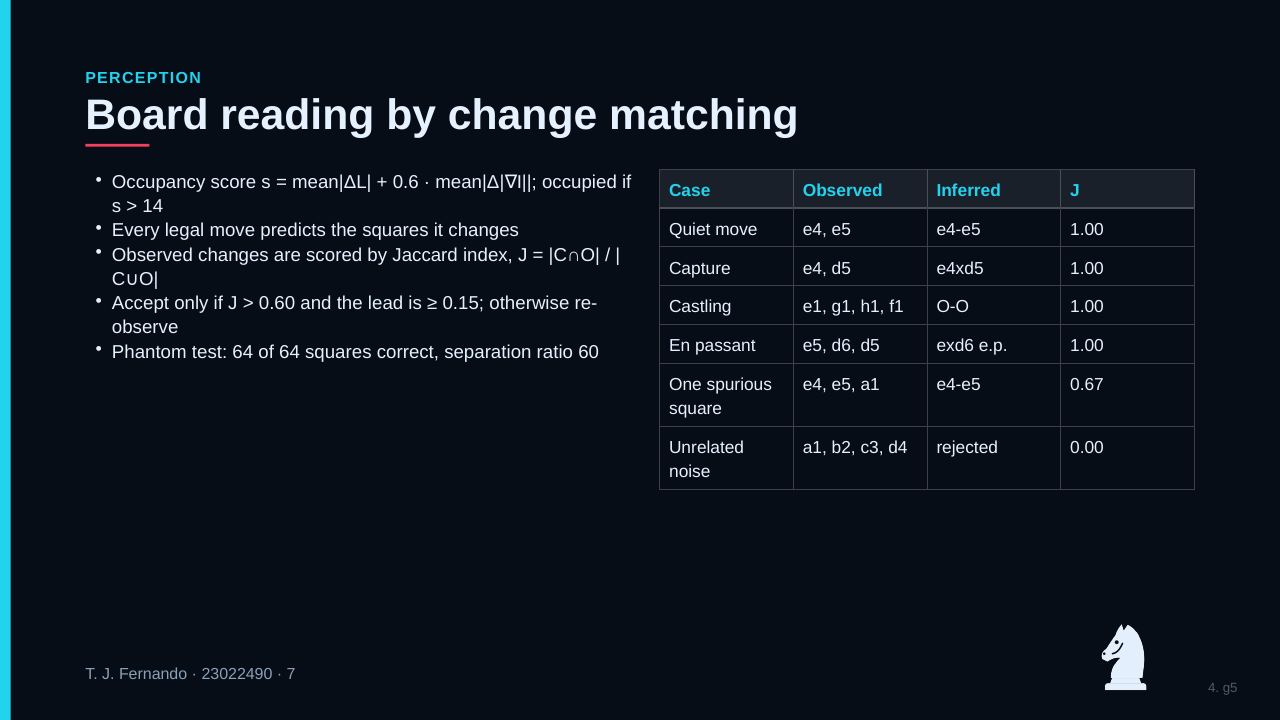 PERCEPTION
Board reading by change matching
• Occupancy score s = mean|ΔL| + 0.6 · mean|Δ|∇I||; occupied if
s > 14
• Every legal move predicts the squares it changes
• Observed changes are scored by Jaccard index, J = |C∩O| / |
C∪O|
• Accept only if J > 0.60 and the lead is ≥ 0.15; otherwise re-
observe
• Phantom test: 64 of 64 squares correct, separation ratio 60
Case Observed Inferred J
Quiet move e4, e5 e4-e5 1.00
Capture e4, d5 e4xd5 1.00
Castling e1, g1, h1, f1 O-O 1.00
En passant e5, d6, d5 exd6 e.p. 1.00
One spurious e4, e5, a1 e4-e5 0.67
square
Unrelated a1, b2, c3, d4 rejected 0.00
noise
T. J. Fernando · 23022490 · 7
4. g5